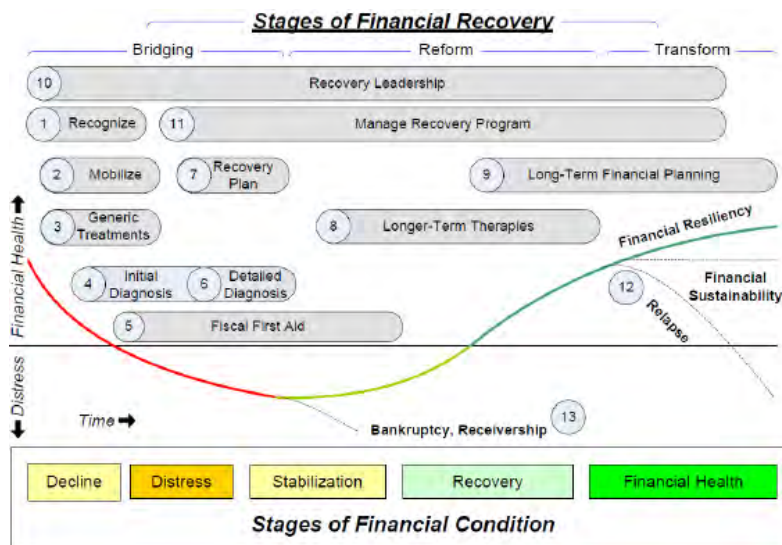 Stages of Financial Recovery
Bridging
Reform
Transform
10
Recovery Leadership
1
Recognize
11
Manage Recovery Program
2
Mobilize
7
Recovery
Plan
9
Long-Term Financial Planning
3
Generic
Treatments
8
Longer-Term Therapies
Financial Resiliency
4
Initial
Diagnosis
6
Detailed
Diagnosis
12
Relapse
Financial
Sustainability
5
Fiscal First Aid
Financial Health
Distress
Time
Bankruptcy, Receivership
13
Decline
Distress
Stabilization
Recovery
Financial Health
Stages of Financial Condition